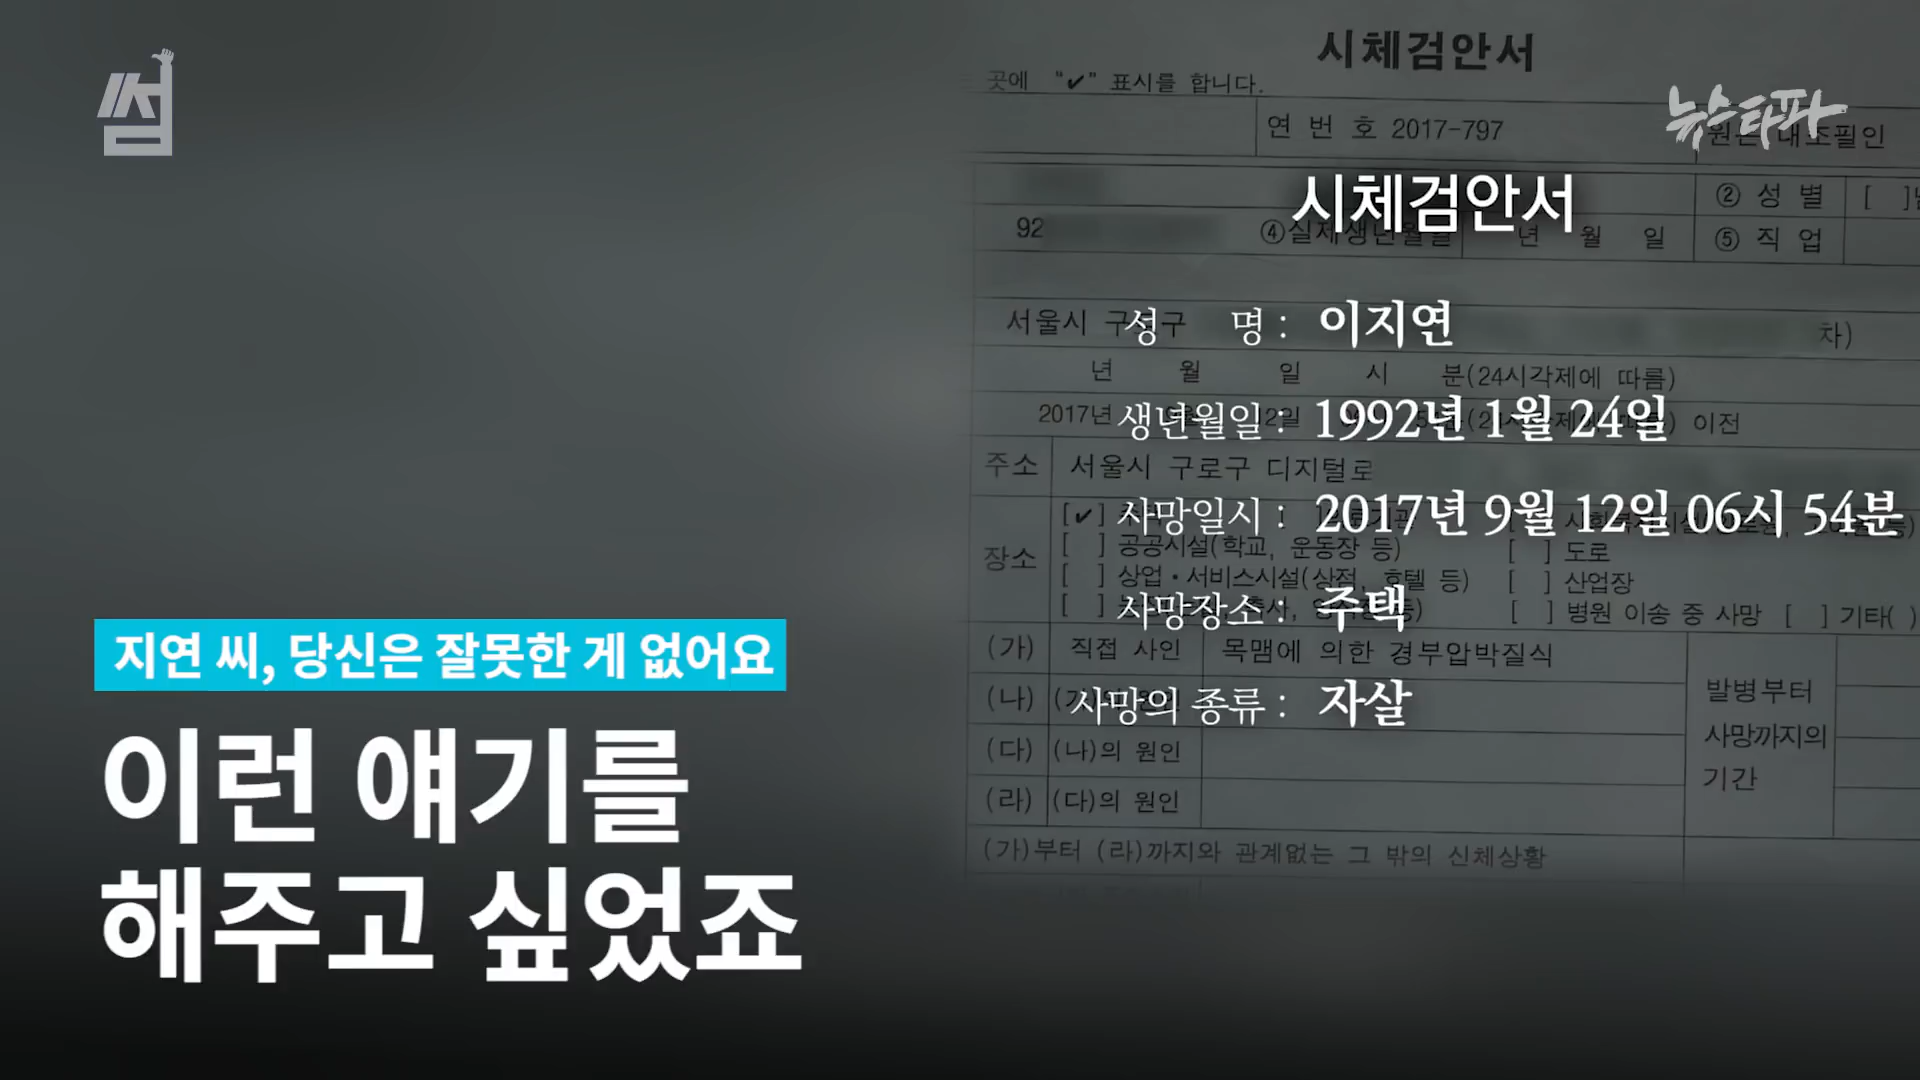 썸
뉴스타파
시체검안서
곳에 "✔" 표시를 합니다.
연 번 호 2017-797
시체검안서
② 성 별 [ ]
92
④실제생년월일 년 월 일
⑤ 직 업
서울시 구로구
차)
성 명 : 이지연
년 월 일 시 분(24시각제에 따름)
2017년
이전
생년월일 : 1992년 1월 24일
주소 서울시 구로구 디지털로
사망일시 : 2017년 9월 12일 06시 54분
장소
[✔]
[ ] 공공시설(학교, 운동장 등) [ ] 도로
[ ] 상업・서비스시설(상점, 호텔 등) [ ] 산업장
[ ] 병원 이송 중 사망 [ ] 기타( )
사망장소 : 주택
(가) 직접 사인 목맴에 의한 경부압박질식
(나)
발병부터
사망까지의
기간
사망의 종류 : 자살
(다) (나)의 원인
(라) (다)의 원인
(가)부터 (라)까지와 관계없는 그 밖의 신체상황
지연 씨, 당신은 잘못한 게 없어요
이런 얘기를
해주고 싶었죠